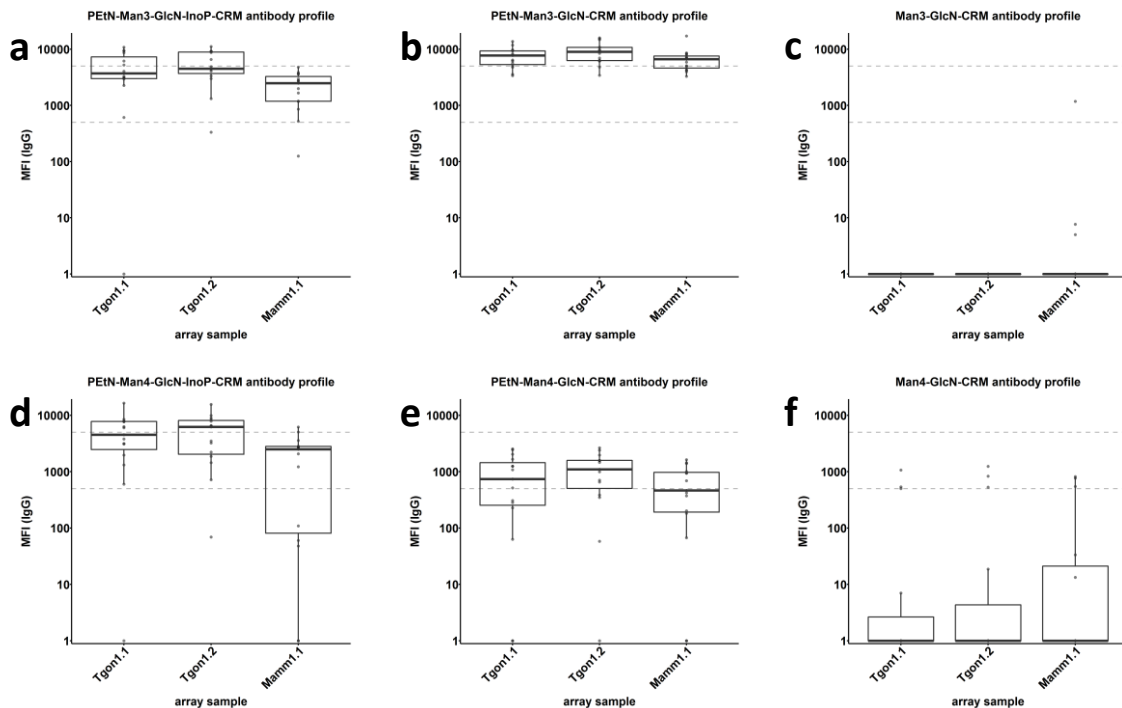 PEtN-Man3-GlcN-InoP-CRM antibody profile
a
10000
1000
100
10
1
MFI (IgG)
Tgon1.1
Tgon1.2
Mamm1.1
array sample
PEtN-Man3-GlcN-CRM antibody profile
b
10000
1000
100
10
1
MFI (IgG)
Tgon1.1
Tgon1.2
Mamm1.1
array sample
Man3-GlcN-CRM antibody profile
c
10000
1000
100
10
1
MFI (IgG)
Tgon1.1
Tgon1.2
Mamm1.1
array sample
PEtN-Man4-GlcN-InoP-CRM antibody profile
d
10000
1000
100
10
1
MFI (IgG)
Tgon1.1
Tgon1.2
Mamm1.1
array sample
PEtN-Man4-GlcN-CRM antibody profile
e
10000
1000
100
10
1
MFI (IgG)
Tgon1.1
Tgon1.2
Mamm1.1
array sample
Man4-GlcN-CRM antibody profile
f
10000
1000
100
10
1
MFI (IgG)
Tgon1.1
Tgon1.2
Mamm1.1
array sample